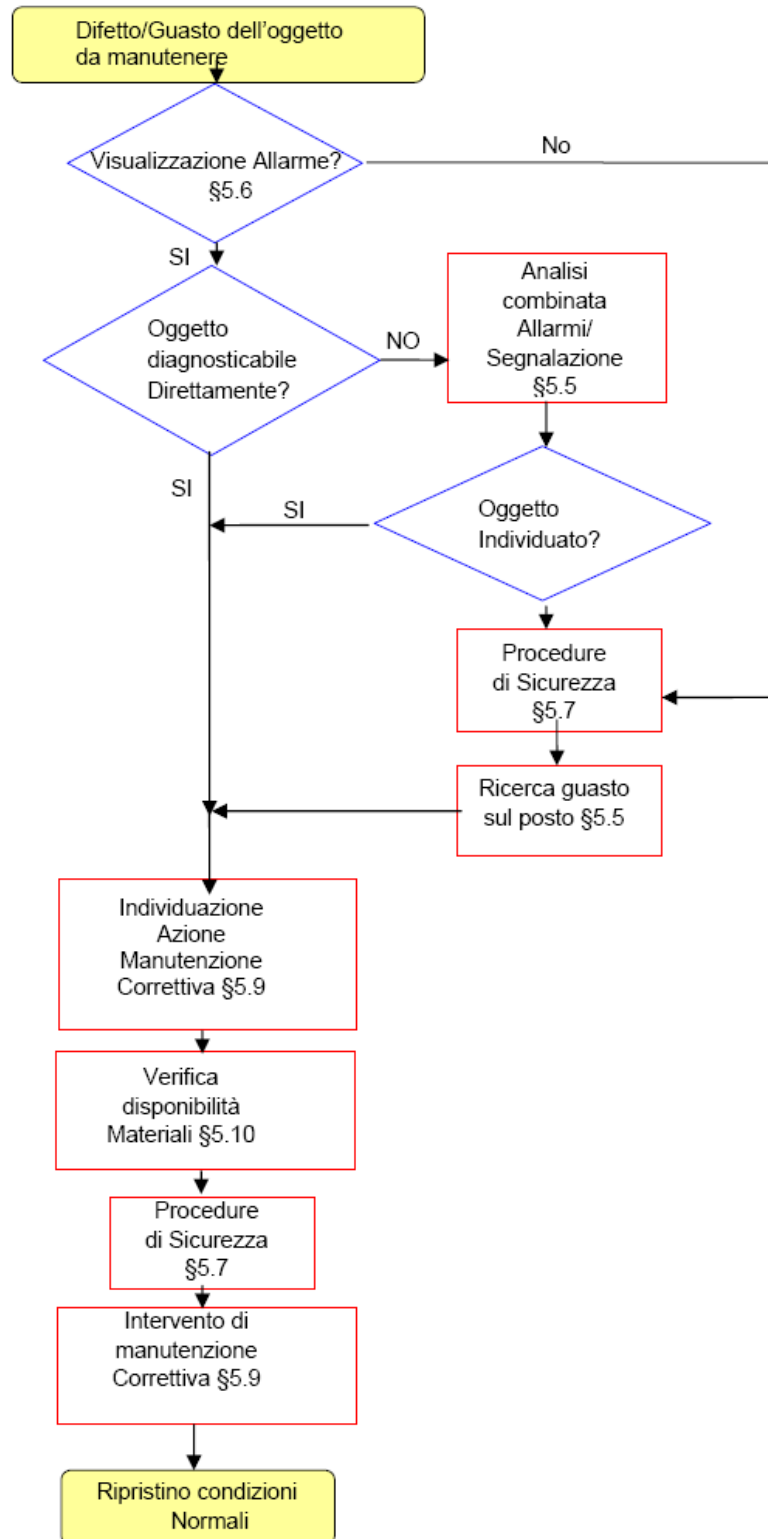 Difetto/Guasto dell'oggetto
da manutenere
Visualizzazione Allarme?
§5.6
No
SI
Oggetto
diagnosticabile
Direttamente?
NO
Analisi
combinata
Allarmi/
Segnalazione
§5.5
SI
SI
Oggetto
Individuato?
Procedure
di Sicurezza
§5.7
Ricerca guasto
sul posto §5.5
Individuazione
Azione
Manutenzione
Correttiva §5.9
Verifica
disponibilità
Materiali §5.10
Procedure
di Sicurezza
§5.7
Intervento di
manutenzione
Correttiva §5.9
Ripristino condizioni
Normali